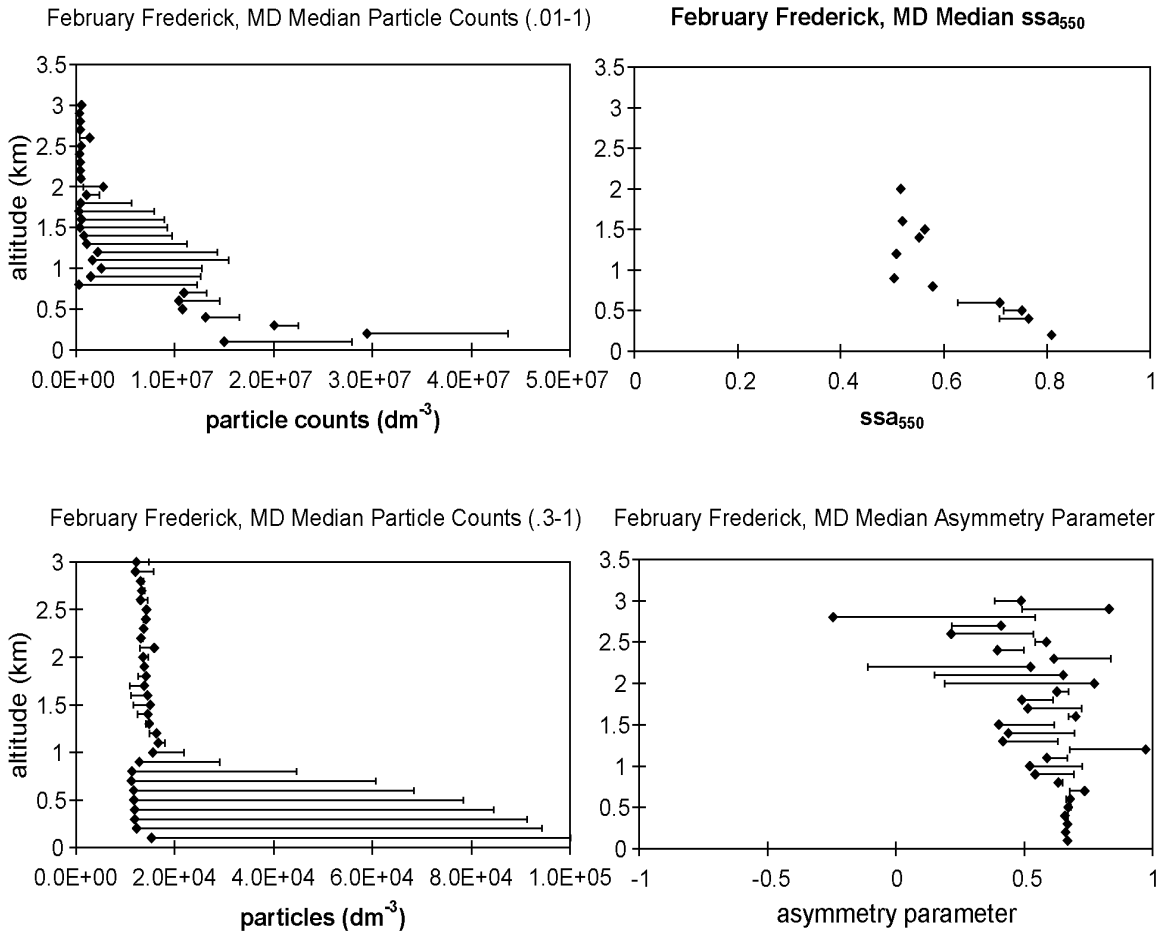 February Frederick, MD Median Particle Counts (.01-1)
3.5
3
2.5
2
1.5
1
0.5
0
altitude (km)
0.0E+00 1.0E+07 2.0E+07 3.0E+07 4.0E+07 5.0E+07
particle counts (dm-3)
February Frederick, MD Median ssa550
3.5
3
2.5
2
1.5
1
0.5
0
0 0.2 0.4 0.6 0.8 1
ssa550
February Frederick, MD Median Particle Counts (.3-1)
3
2.5
2
1.5
1
0.5
0
altitude (km)
0.0E+00 2.0E+04 4.0E+04 6.0E+04 8.0E+04 1.0E+05
particles (dm-3)
February Frederick, MD Median Asymmetry Parameter
3.5
3
2.5
2
1.5
1
0.5
0
-1 -0.5 0 0.5 1
asymmetry parameter